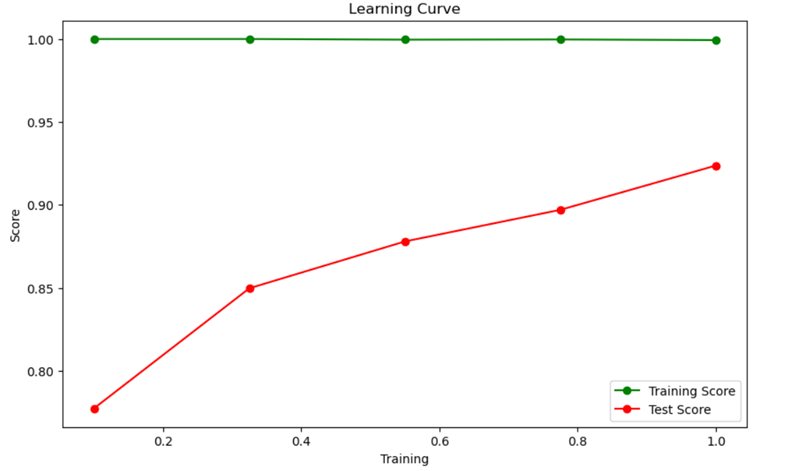 Learning Curve
1.00
0.95
0.90
0.85
0.80
Score
0.2 0.4 0.6 0.8 1.0
Training
Training Score
Test Score